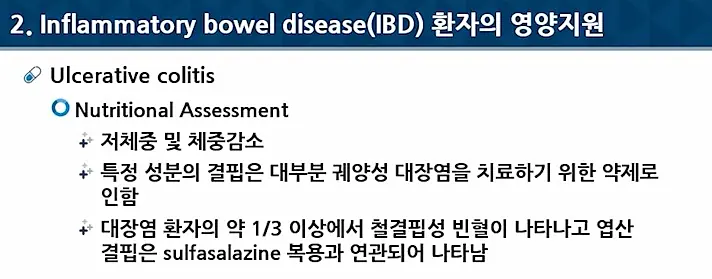 2. Inflammatory bowel disease(IBD) 환자의 영양지원
Ulcerative colitis
Nutritional Assessment
저체중 및 체중감소
특정 성분의 결핍은 대부분 궤양성 대장염을 치료하기 위한 약제로
인함
대장염 환자의 약 1/3 이상에서 철결핍성 빈혈이 나타나고 엽산
결핍은 sulfasalazine 복용과 연관되어 나타남